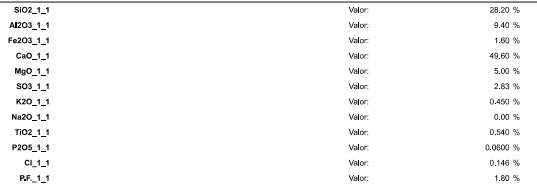 SiO2_1_1 Valor: 28.20 %
Al2O3_1_1 Valor: 9.40 %
Fe2O3_1_1 Valor: 1.60 %
CaO_1_1 Valor: 49.60 %
MgO_1_1 Valor: 5.00 %
SO3_1_1 Valor: 2.83 %
K2O_1_1 Valor: 0.450 %
Na2O_1_1 Valor: 0.00 %
TiO2_1_1 Valor: 0.540 %
P2O5_1_1 Valor: 0.0600 %
Cl_1_1 Valor: 0.146 %
P.F._1_1 Valor: 1.80 %